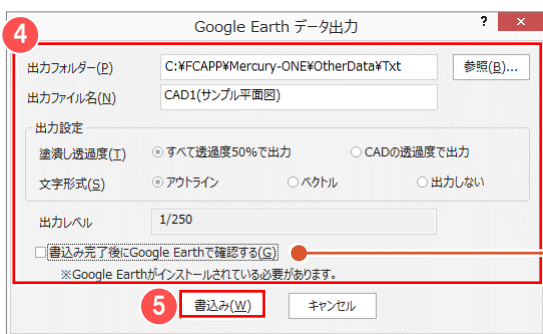 4
Google Earth データ出力
? ×
出力フォルダー(P) C:¥FCAPP¥Mercury-ONE¥OtherData¥Txt 参照(B)...
出力ファイル名(N) CAD1(サンプル平面図)
出力設定
塗潰し透過度(T) すべて透過度50%で出力 CADの透過度で出力
文字形式(S) アウトライン ベクトル 出力しない
出力レベル 1/250
書込み完了後にGoogle Earthで確認する(G)
※Google Earthがインストールされている必要があります。
5 書込み(W) キャンセル